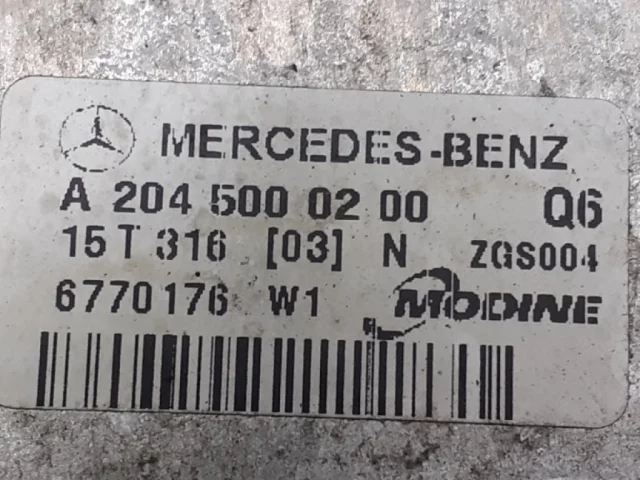 MERCEDES-BENZ
A 204 500 02 00 Q6
15 T 316 [03] N ZGS004
6770176 W1 MODINE